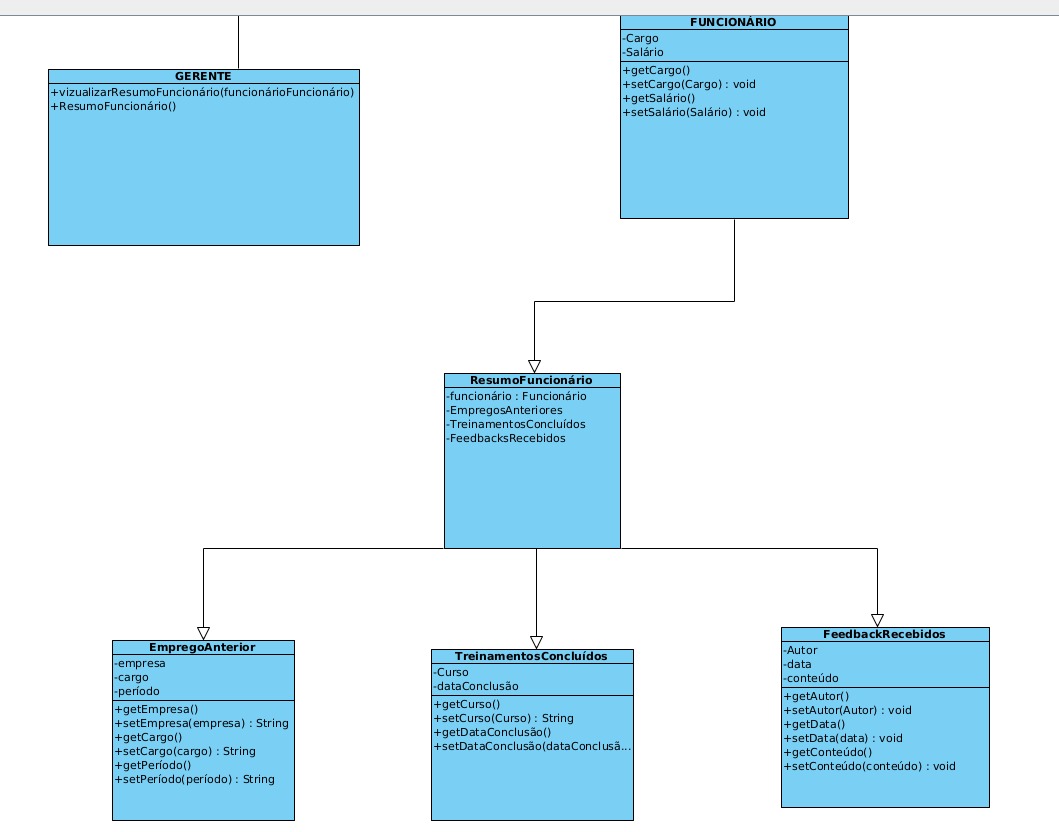 FUNCIONÁRIO
-Cargo
-Salário
+getCargo()
+setCargo(Cargo) : void
+getSalário()
+setSalário(Salário) : void
GERENTE
+vizualizarResumoFuncionário(funcionárioFuncionário)
+ResumoFuncionário()
ResumoFuncionário
-funcionário : Funcionário
-EmpregosAnteriores
-TreinamentosConcluídos
-FeedbacksRecebidos
EmpregoAnterior
-empresa
-cargo
-período
+getEmpresa()
+setEmpresa(empresa) : String
+getCargo()
+setCargo(cargo) : String
+getPeríodo()
+setPeríodo(período) : String
TreinamentosConcluídos
-Curso
-dataConclusão
+getCurso()
+setCurso(Curso) : String
+getDataConclusão()
+setDataConclusão(dataConclusã...
FeedbackRecebidos
-Autor
-data
-conteúdo
+getAutor()
+setAutor(Autor) : void
+getData()
+setData(data) : void
+getConteúdo()
+setConteúdo(conteúdo) : void